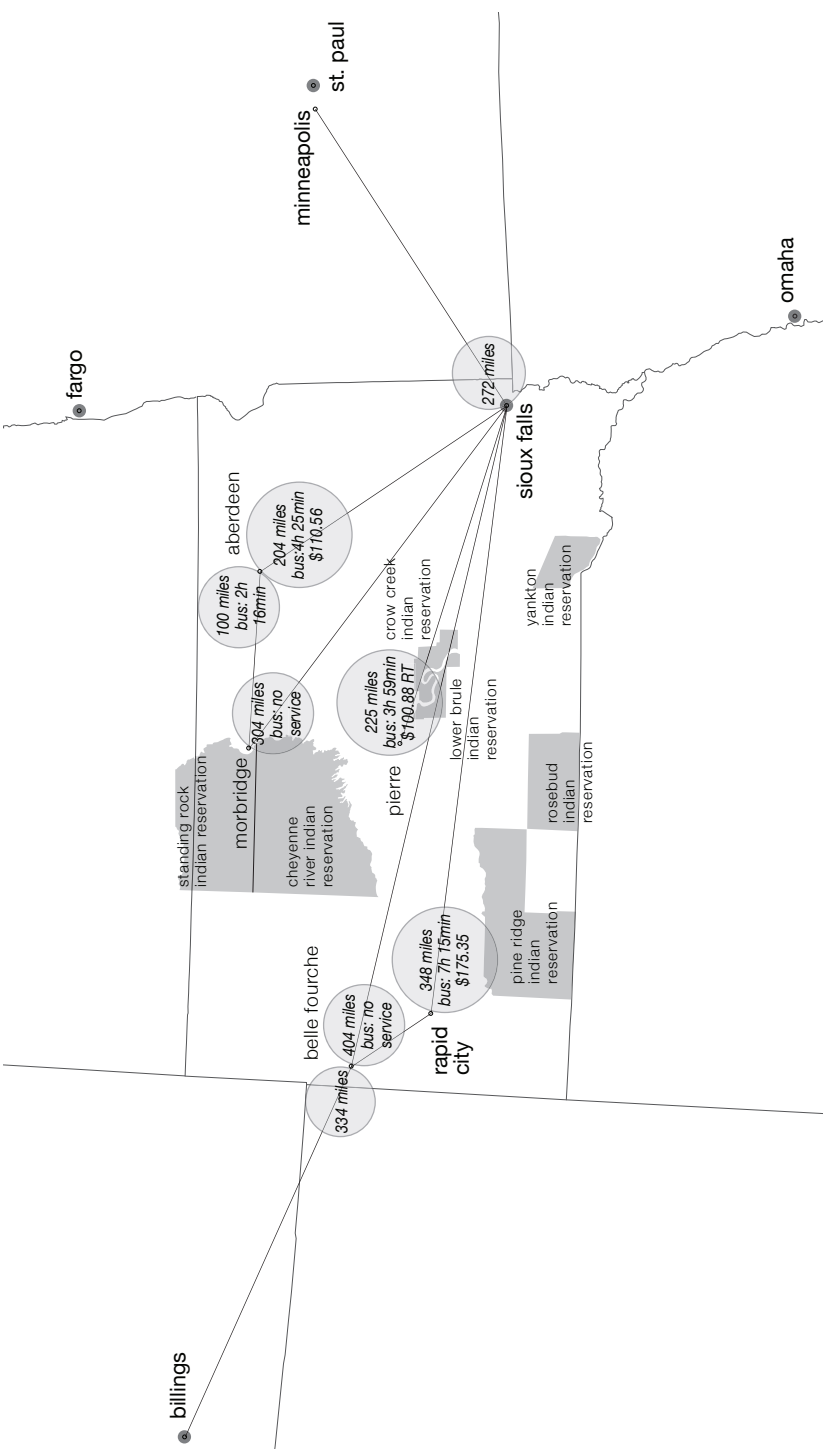 billings
fargo
minneapolis
st. paul
omaha
sioux falls
aberdeen
204 miles
bus:4h 25min
$110.56
100 miles
bus: 2h
16min
304 miles
bus: no
service
272 miles
standing rock
indian reservation
morbridge
cheyenne
river indian
reservation
belle fourche
334 miles
404 miles
bus: no
service
pierre
225 miles
bus: 3h 59min
$100.88 RT
crow creek
indian
reservation
lower brule
indian
reservation
rapid
city
348 miles
bus: 7h 15min
$175.35
pine ridge
indian
reservation
rosebud
indian
reservation
yankton
indian
reservation